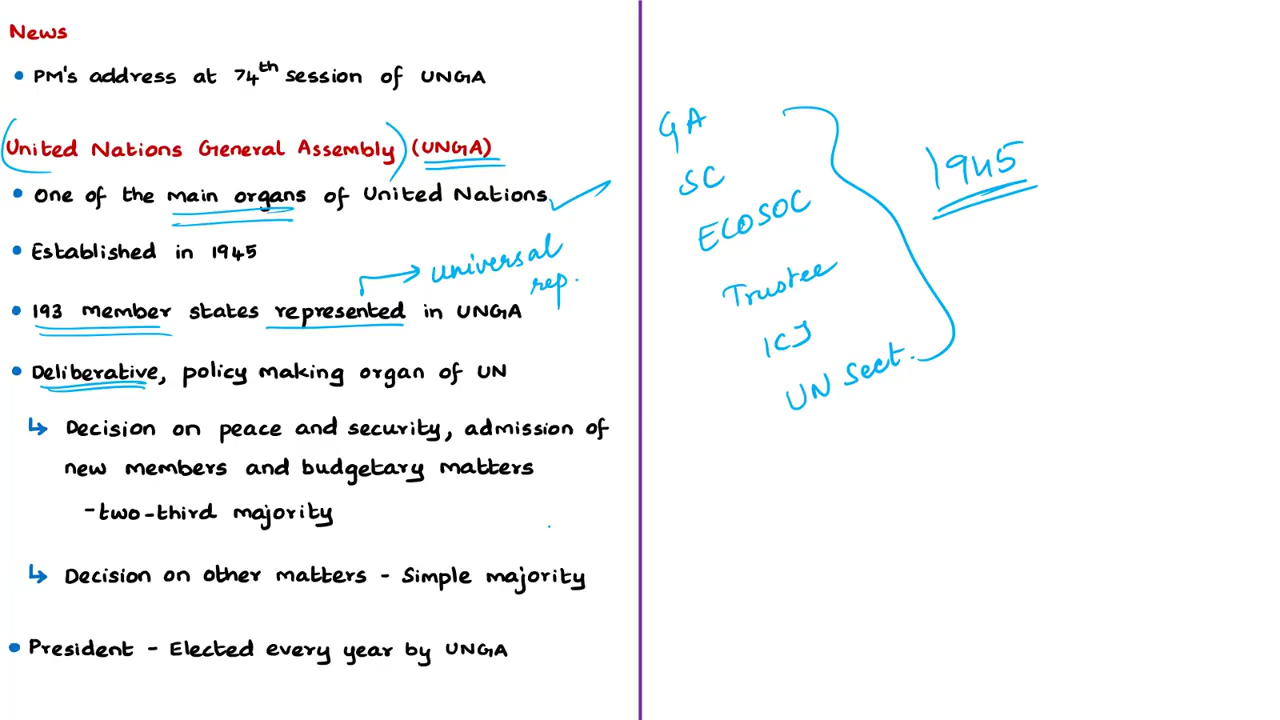 News
• PM's address at 74th session of UNGA
United Nations General Assembly (UNGA)
• One of the main organs of United Nations
• Established in 1945
universal
rep.
• 193 member states represented in UNGA
• Deliberative, policy making organ of UN
↳ Decision on peace and security, admission of
new members and budgetary matters
- two-third majority
↳ Decision on other matters - Simple majority
• President - Elected every year by UNGA
GA
SC
ECOSOC
Trustee
ICJ
UN Sect.
1945